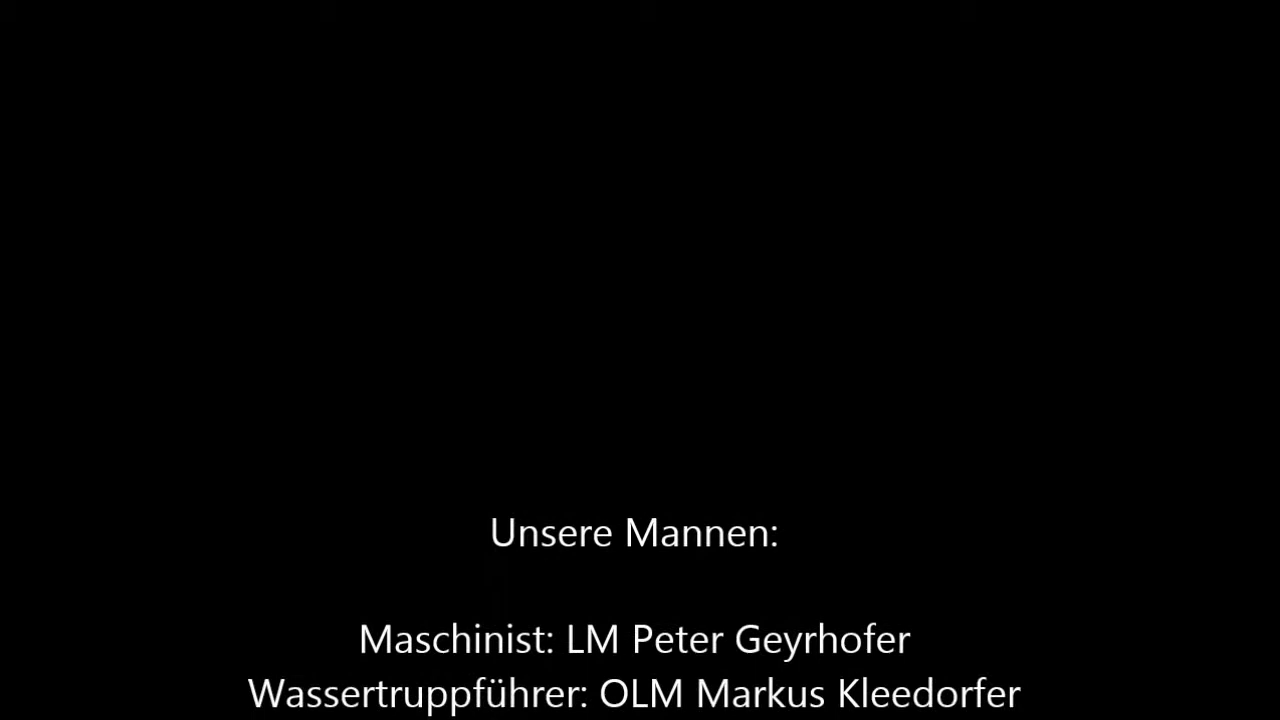 Unsere Mannen:
Maschinist: LM Peter Geyrhofer
Wassertruppführer: OLM Markus Kleedorfer